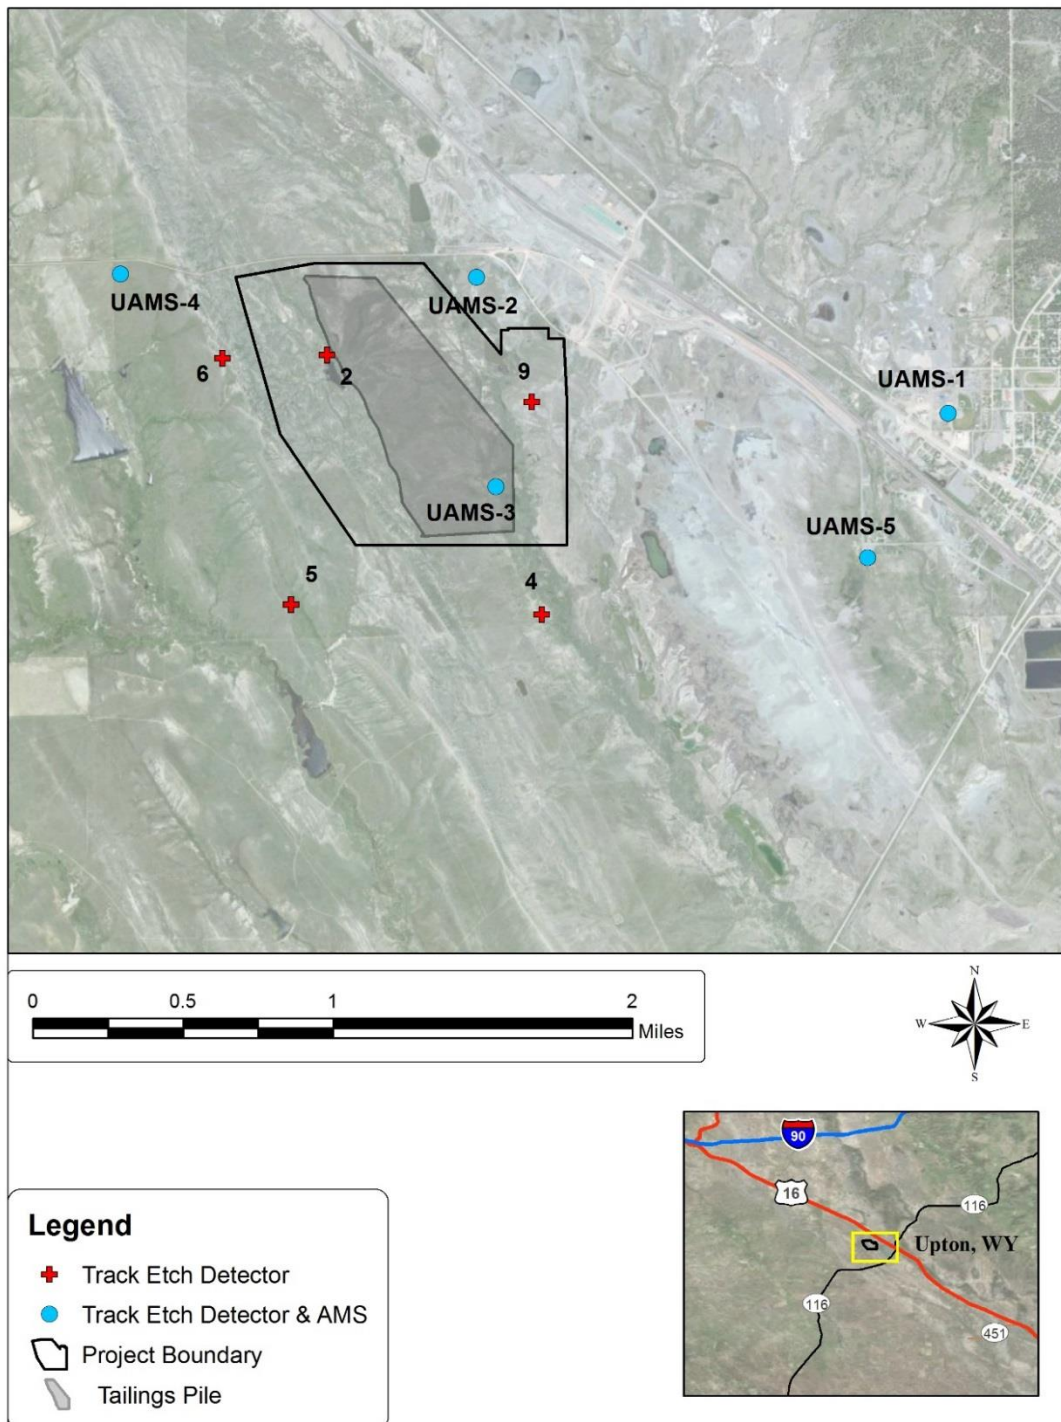 UAMS-4
UAMS-2
6
2
9
UAMS-1
UAMS-3
UAMS-5
5
4
0 0.5 1 2
Miles
N
W E
S
Legend
Track Etch Detector
Track Etch Detector & AMS
Project Boundary
Tailings Pile
90
16
116
Upton, WY
116
451